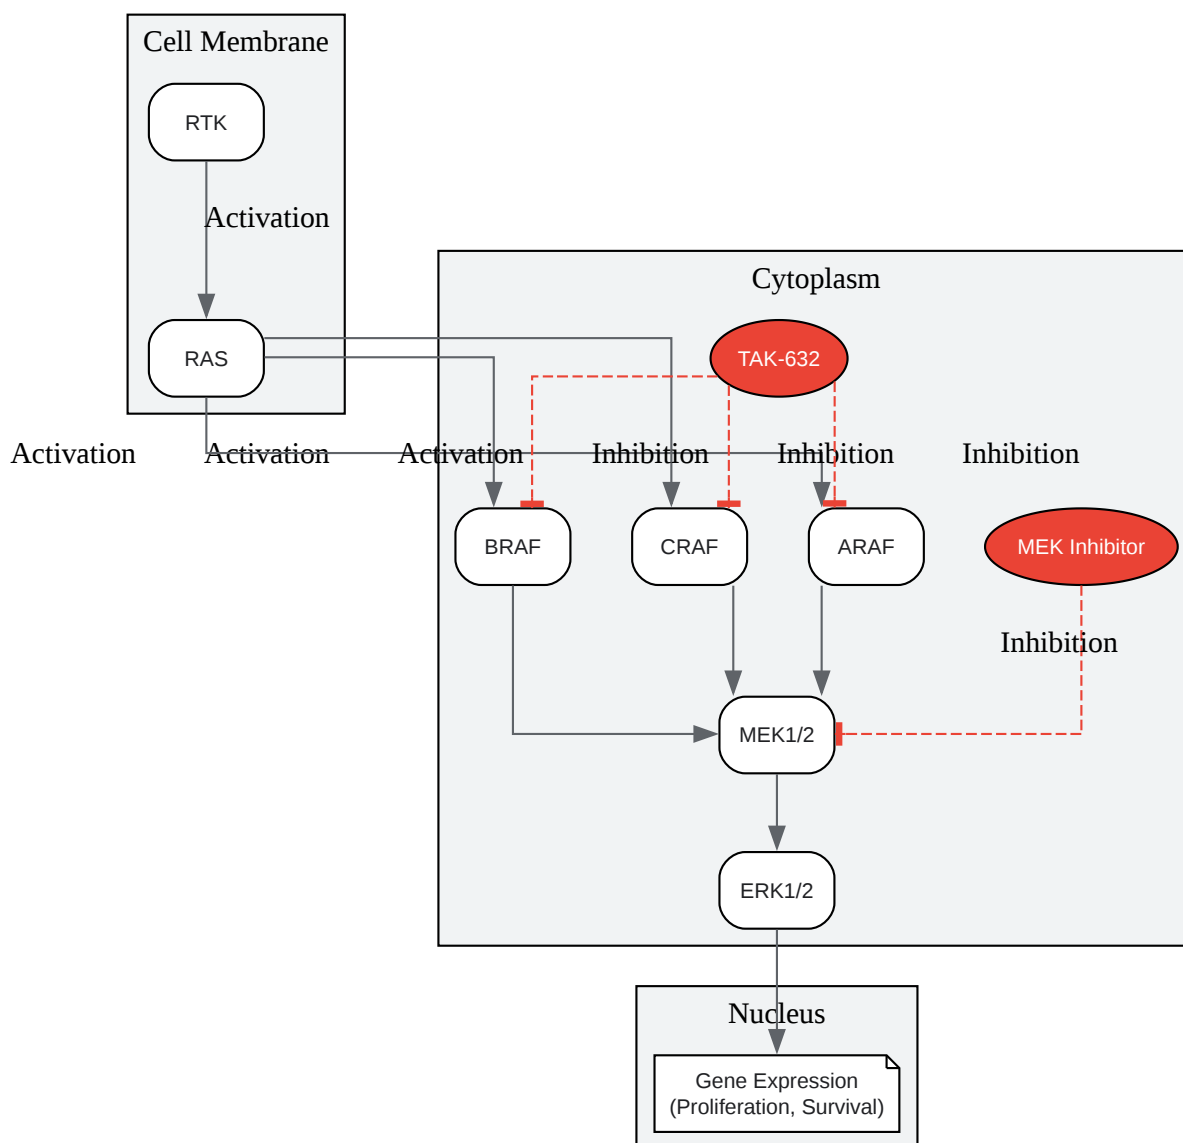 Cell Membrane
RTK
Activation
Cytoplasm
RAS
TAK-632
Activation
Activation
Activation
Inhibition
Inhibition
Inhibition
BRAF
CRAF
ARAF
MEK Inhibitor
Inhibition
MEK1/2
ERK1/2
Nucleus
Gene Expression
(Proliferation, Survival)